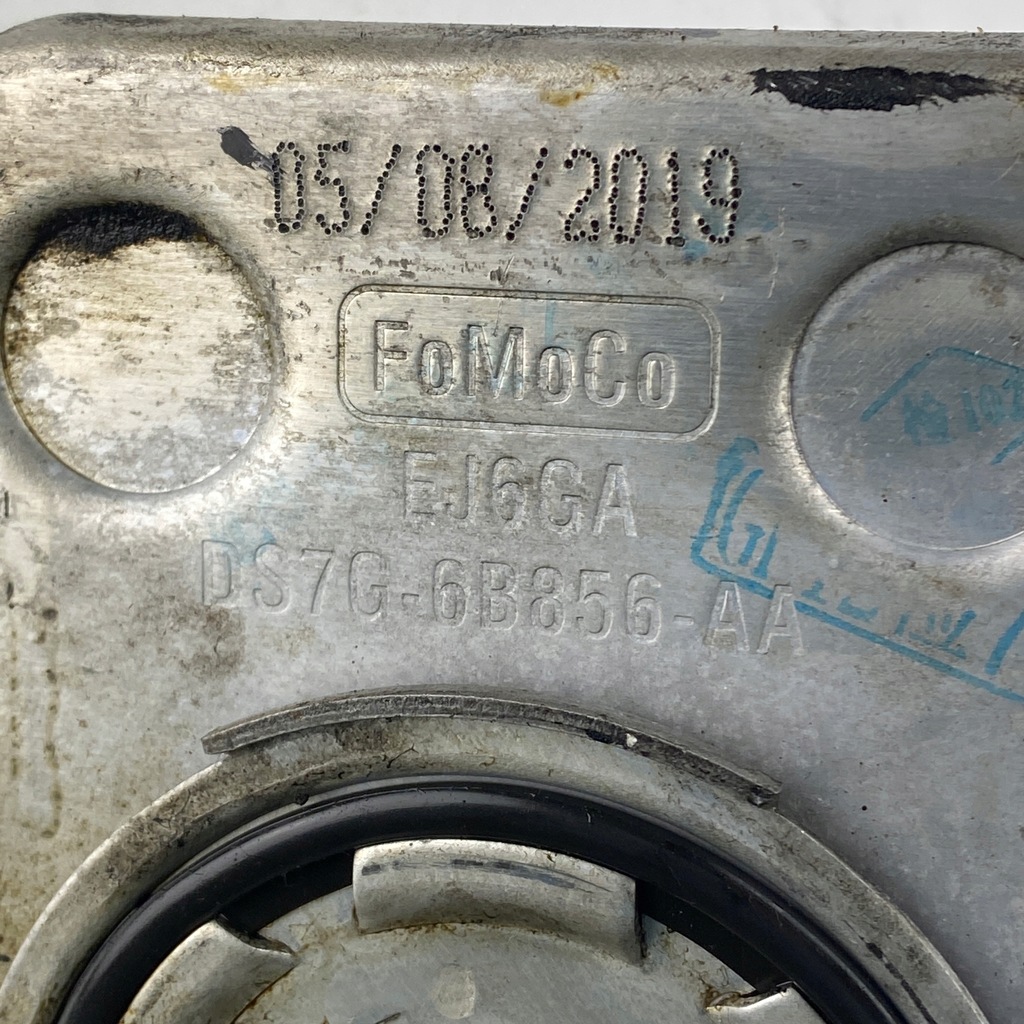 05/08/2019
FoMoCo
EJ6GA
DS7G-6B856-AA